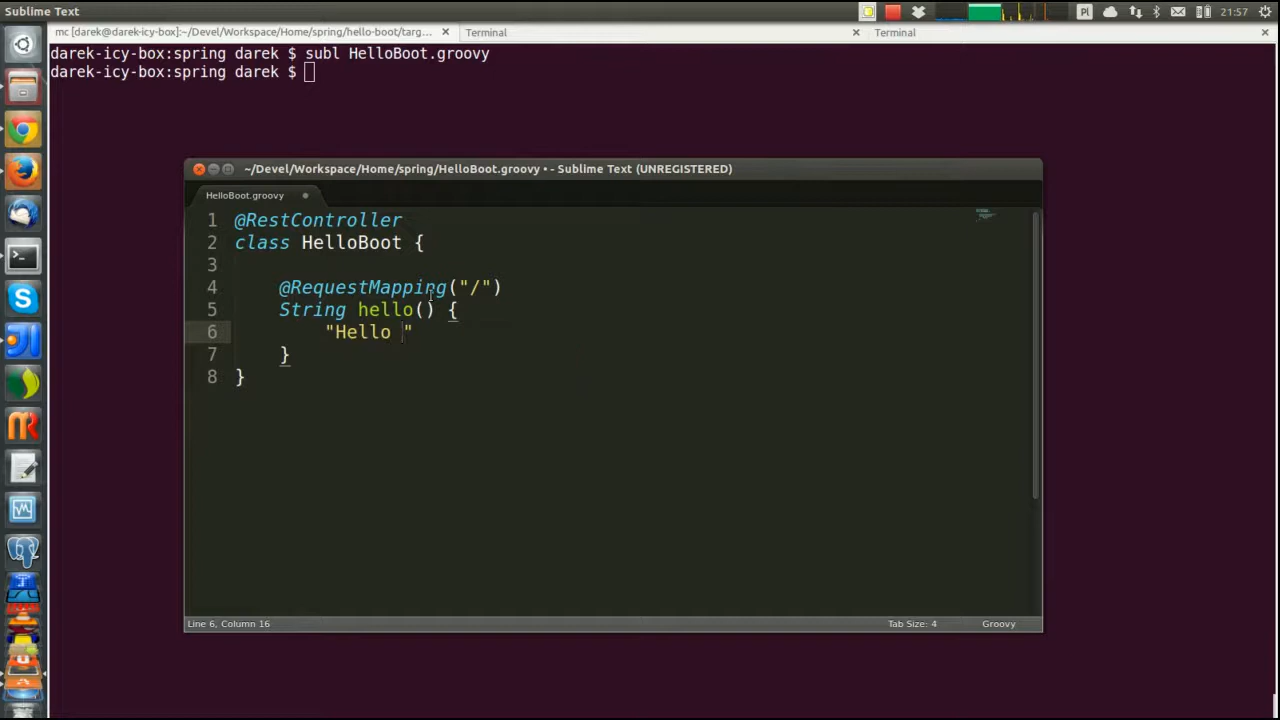 Sublime Text
Pl
21:57
mc [darek@darek-icy-box:~/Devel/Workspace/Home/spring/hello-boot/targ...
Terminal
Terminal
darek-icy-box:spring darek $ subl HelloBoot.groovy
darek-icy-box:spring darek $
~/Devel/Workspace/Home/spring/HelloBoot.groovy • - Sublime Text (UNREGISTERED)
HelloBoot.groovy
1 @RestController
2 class HelloBoot {
3
4 @RequestMapping("/")
5 String hello() {
6 "Hello "
7 }
8 }
Line 6, Column 16
Tab Size: 4
Groovy